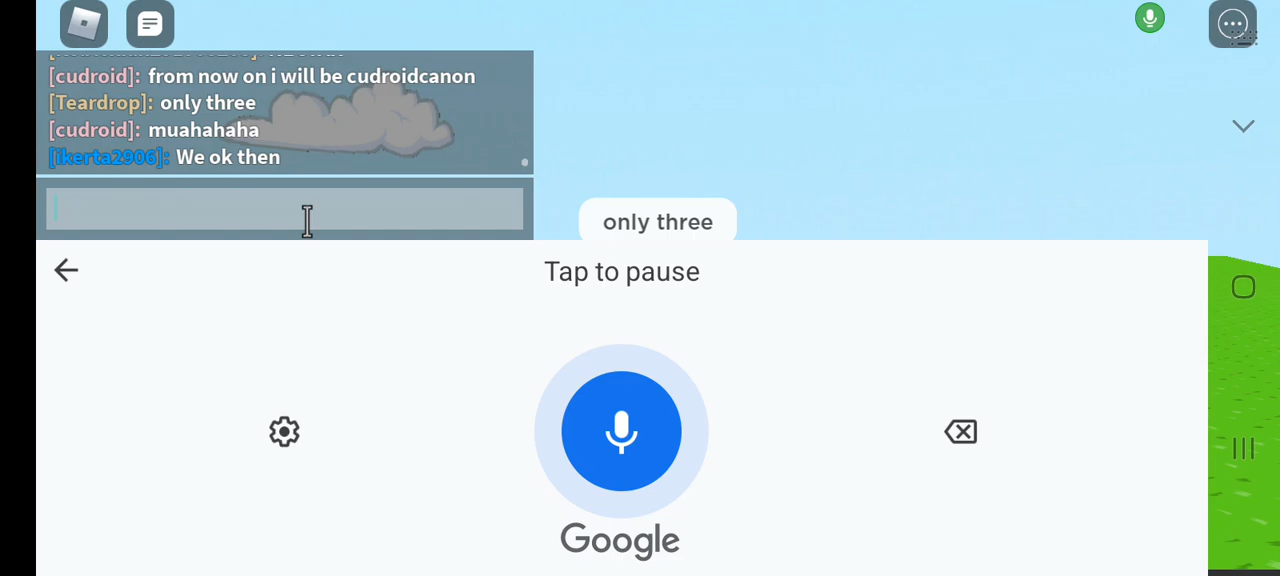 [cudroid]: from now on i will be cudroidcanon
[Teardrop]: only three
[cudroid]: muahahaha
[ikerta2906]: We ok then
only three
Tap to pause
Google